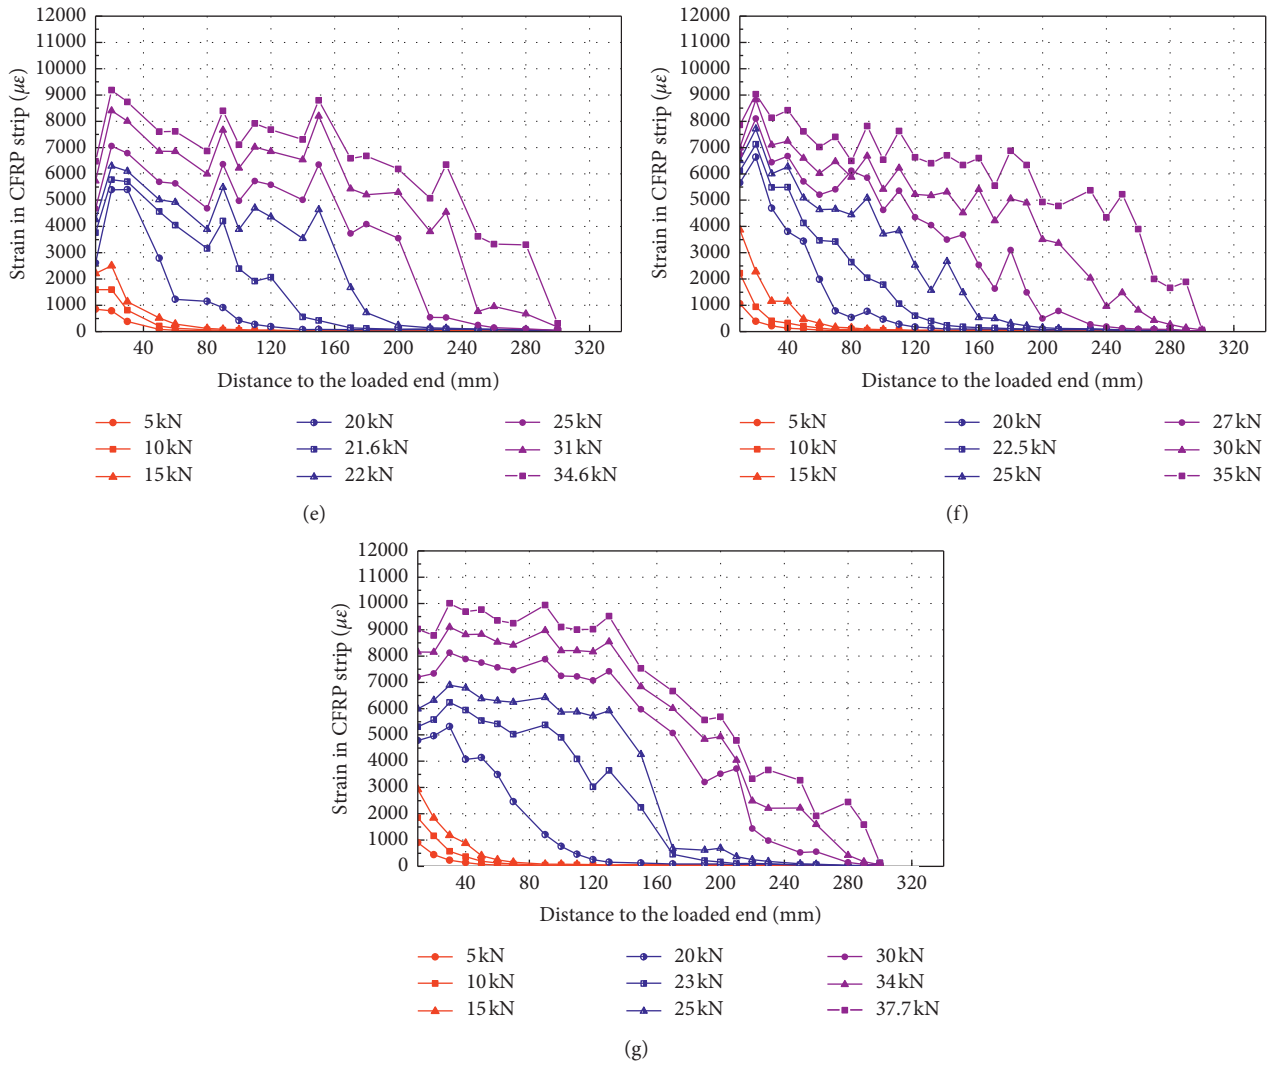 12000
11000
10000
9000
8000
7000
6000
5000
4000
3000
2000
1000
0
Strain in CFRP strip (με)
40 80 120 160 200 240 280 320
Distance to the loaded end (mm)
5 kN 20 kN 25 kN
10 kN 21.6 kN 31 kN
15 kN 22 kN 34.6 kN
(e)
12000
11000
10000
9000
8000
7000
6000
5000
4000
3000
2000
1000
0
Strain in CFRP strip (με)
40 80 120 160 200 240 280 320
Distance to the loaded end (mm)
5 kN 20 kN 27 kN
10 kN 22.5 kN 30 kN
15 kN 25 kN 35 kN
(f)
12000
11000
10000
9000
8000
7000
6000
5000
4000
3000
2000
1000
0
Strain in CFRP strip (με)
40 80 120 160 200 240 280 320
Distance to the loaded end (mm)
5 kN 20 kN 30 kN
10 kN 23 kN 34 kN
15 kN 25 kN 37.7 kN
(g)